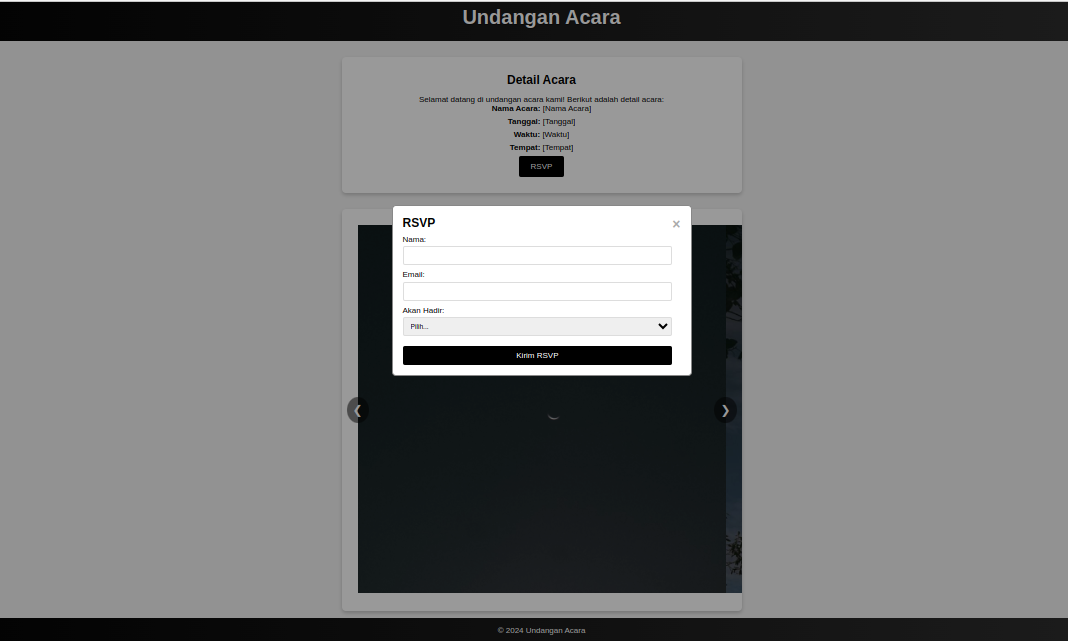 Undangan Acara
Detail Acara
Selamat datang di undangan acara kami! Berikut adalah detail acara:
Nama Acara: [Nama Acara]
Tanggal: [Tanggal]
Waktu: [Waktu]
Tempat: [Tempat]
RSVP
RSVP ×
Nama:
Email:
Akan Hadir:
Pilih...
Kirim RSVP
❮ ❯
© 2024 Undangan Acara